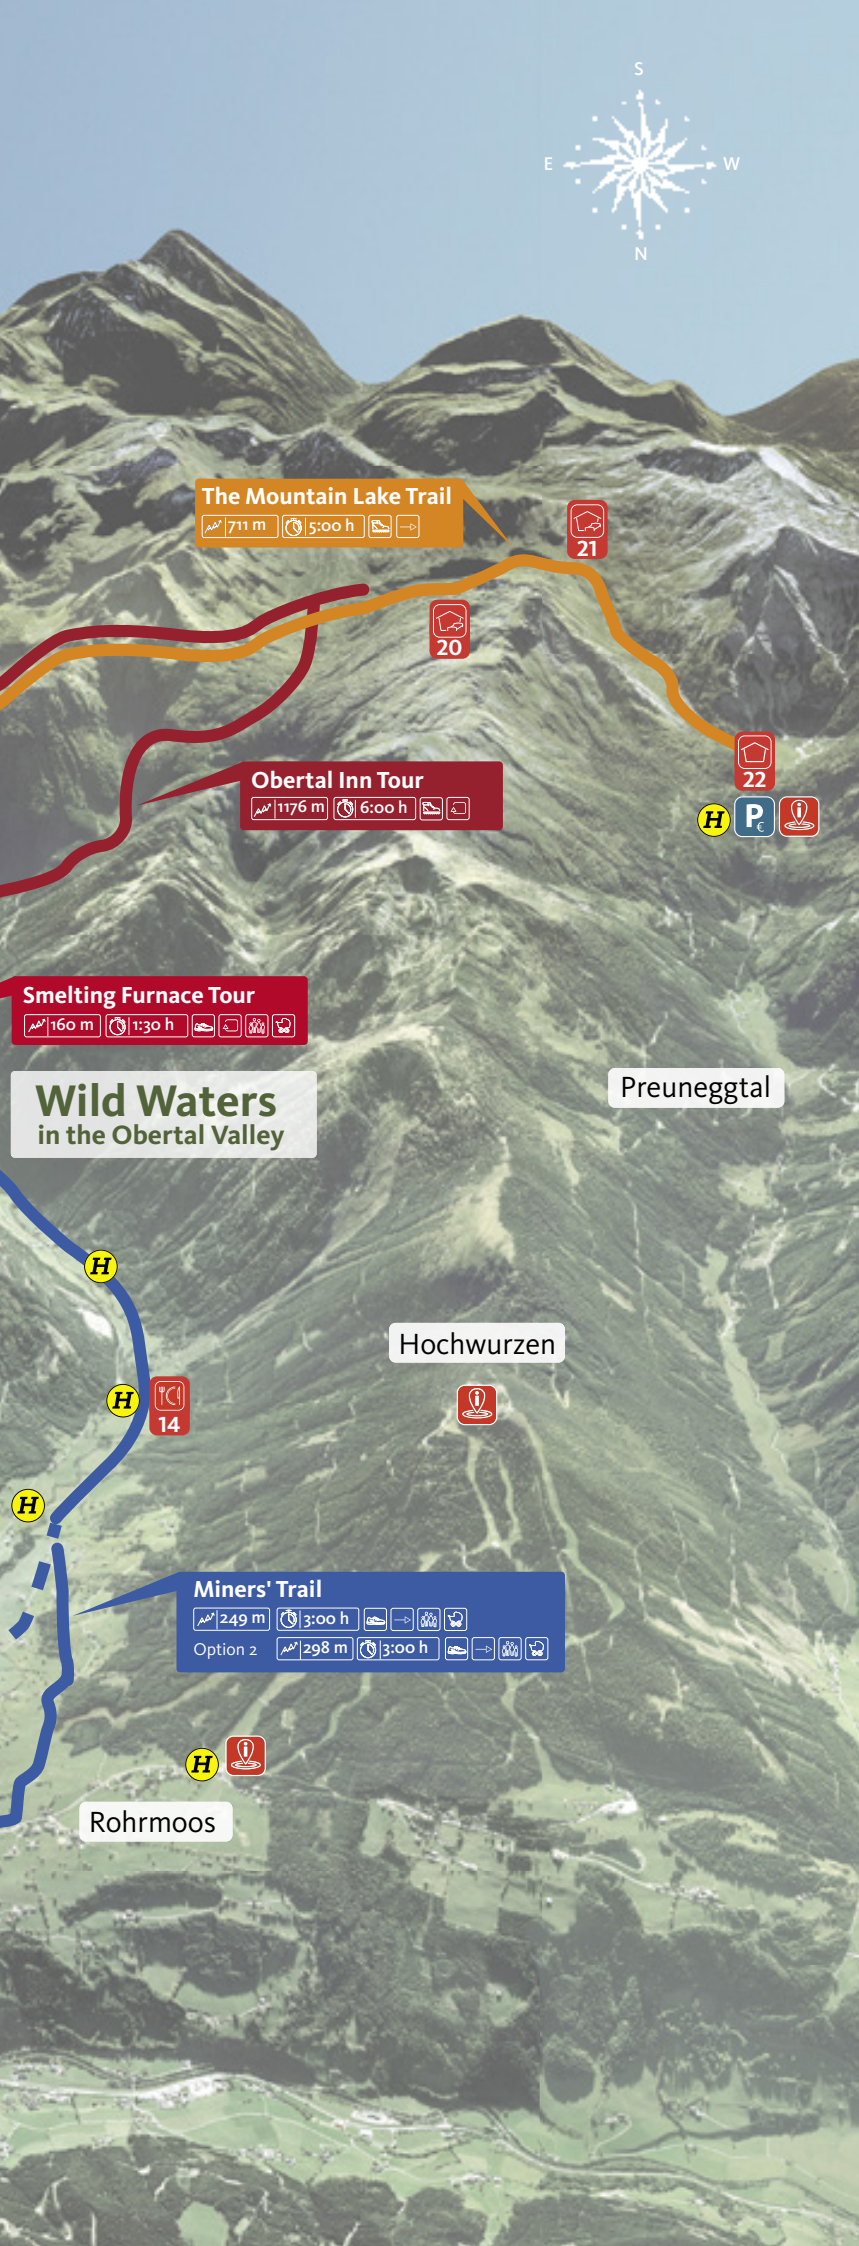 S
E W
N
The Mountain Lake Trail
711 m 5:00 h
21
20
22
H P € i
Obertal Inn Tour
1176 m 6:00 h
Smelting Furnace Tour
160 m 1:30 h
Wild Waters
in the Obertal Valley
Preuneggtal
H
Hochwurzen
i
H
14
H
Miners' Trail
249 m 3:00 h
Option 2 298 m 3:00 h
H i
Rohrmoos